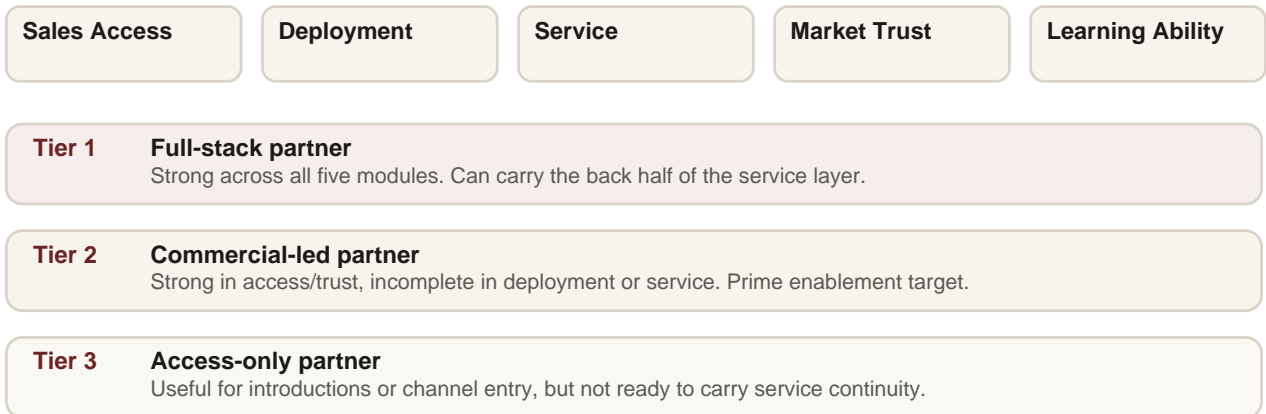 Sales Access
Deployment
Service
Market Trust
Learning Ability
Tier 1
Full-stack partner
Strong across all five modules. Can carry the back half of the service layer.
Tier 2
Commercial-led partner
Strong in access/trust, incomplete in deployment or service. Prime enablement target.
Tier 3
Access-only partner
Useful for introductions or channel entry, but not ready to carry service continuity.